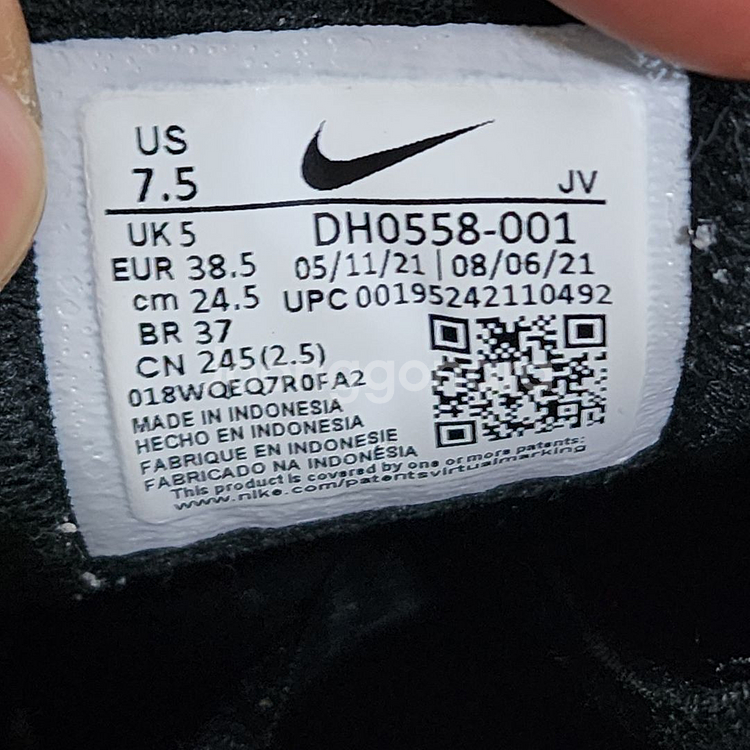 US
7.5
JV
UK 5
DH0558-001
EUR 38.5
05/11/21 | 08/06/21
cm 24.5
UPC 00195242110492
BR 37
CN 245(2.5)
018WQEQ7R0FA2
MADE IN INDONESIA
HECHO EN INDONESIA
FABRIQUE EN INDONESIE
FABRICADO NA INDONÉSIA
This product is covered by one or more patents:
www.nike.com/patentsvirtualmarking